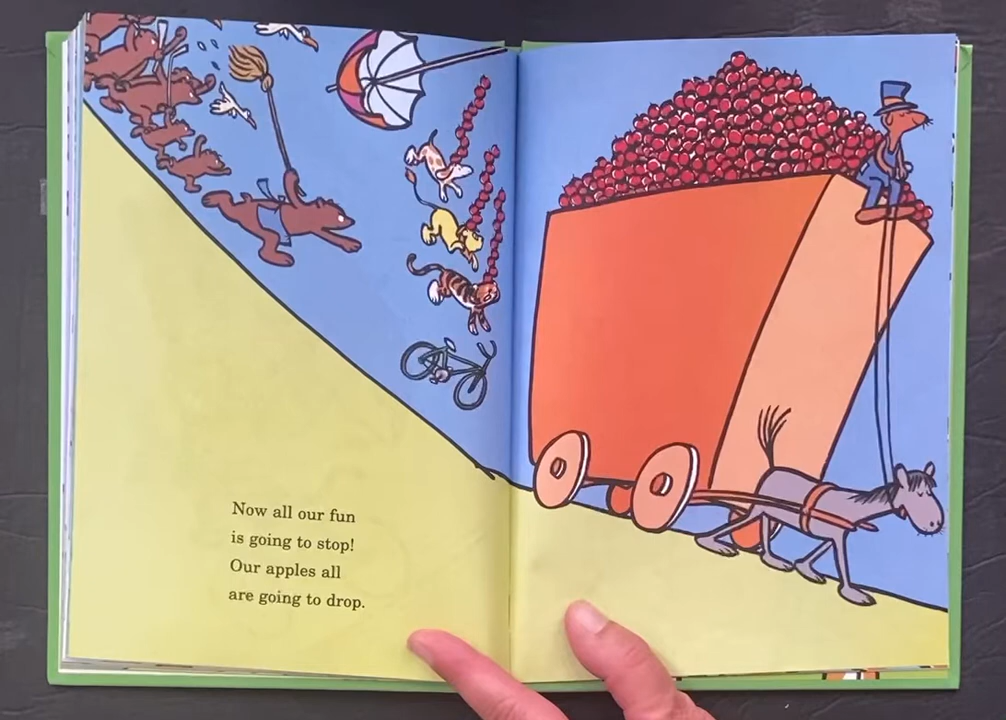 Now all our fun
is going to stop!
Our apples all
are going to drop.